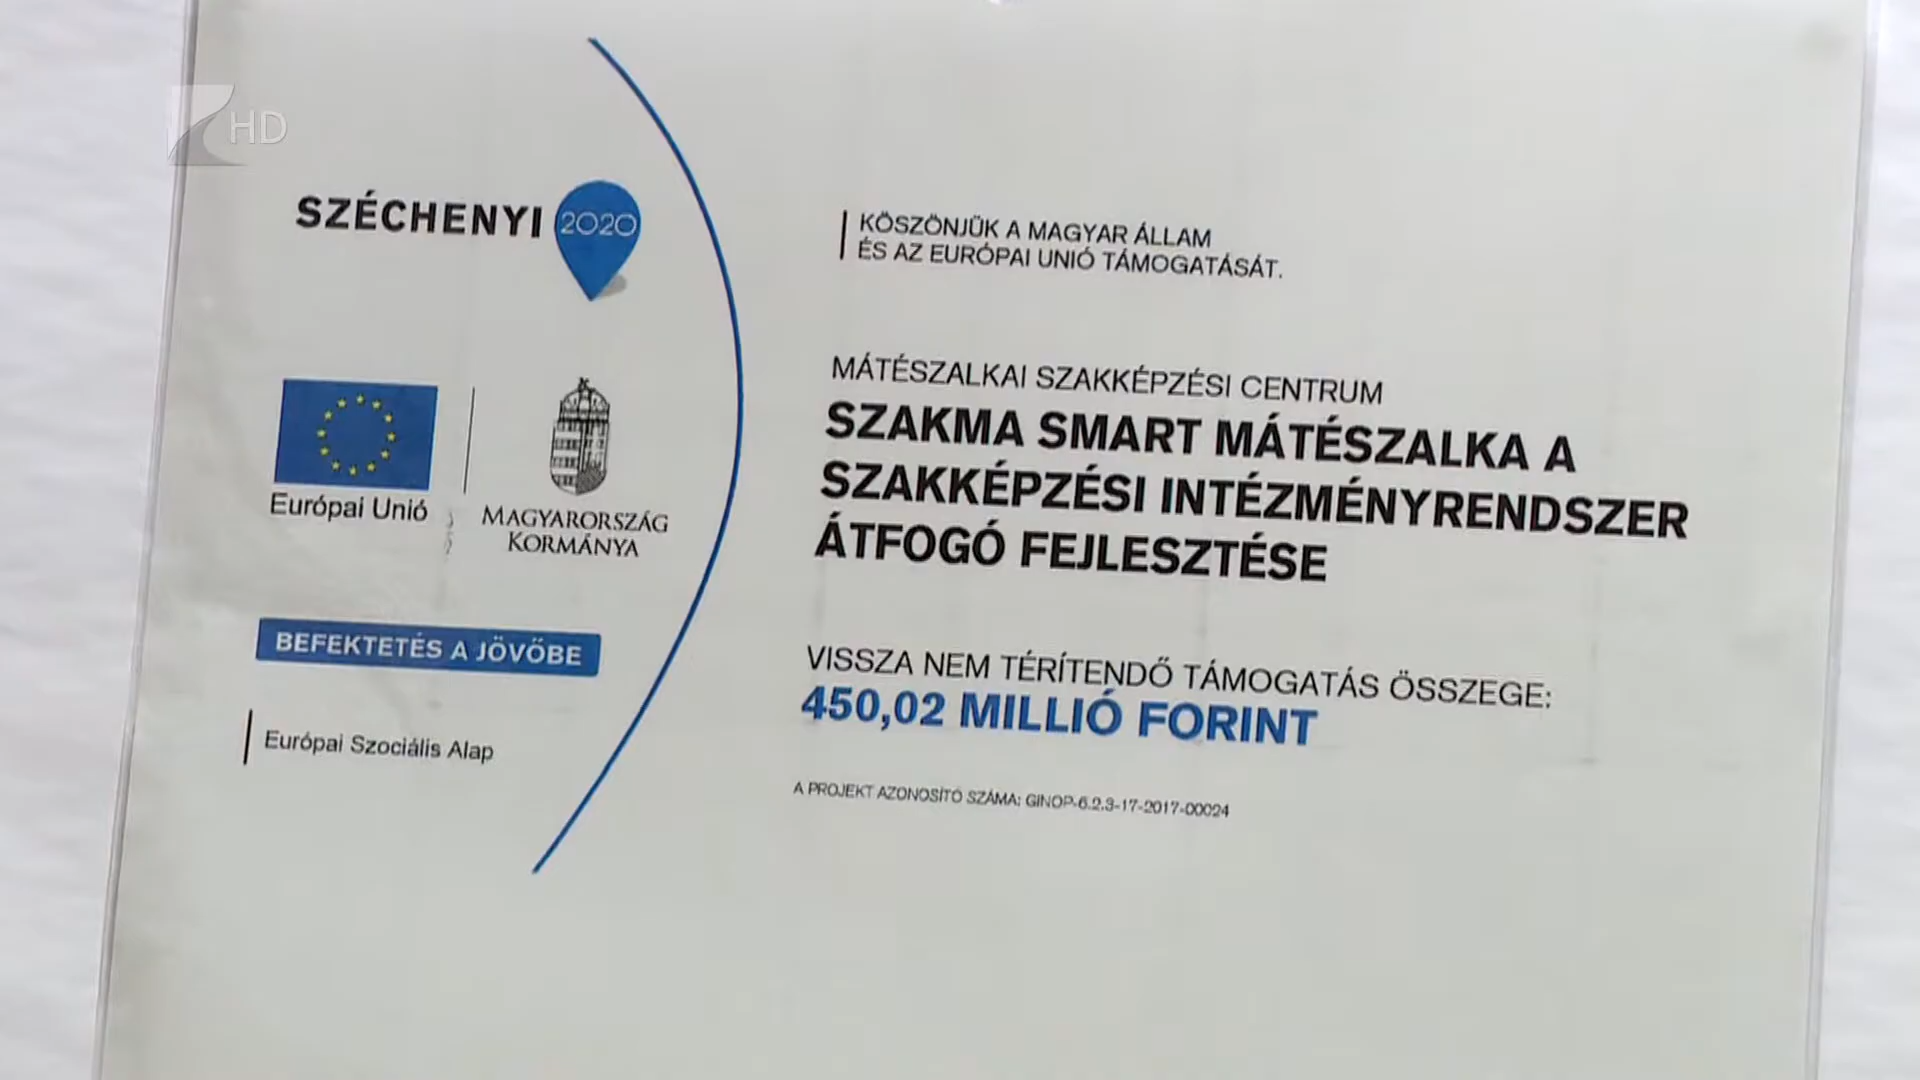 HD
SZÉCHENYI 2020
Európai Unió
MAGYARORSZÁG
KORMÁNYA
BEFEKTETÉS A JÖVŐBE
Európai Szociális Alap
KÖSZÖNJÜK A MAGYAR ÁLLAM
ÉS AZ EURÓPAI UNIÓ TÁMOGATÁSÁT.
MÁTÉSZALKAI SZAKKÉPZÉSI CENTRUM
SZAKMA SMART MÁTÉSZALKA A
SZAKKÉPZÉSI INTÉZMÉNYRENDSZER
ÁTFOGÓ FEJLESZTÉSE
VISSZA NEM TÉRÍTENDŐ TÁMOGATÁS ÖSSZEGE:
450,02 MILLIÓ FORINT
A PROJEKT AZONOSÍTÓ SZÁMA: GINOP-6.2.3-17-2017-00024